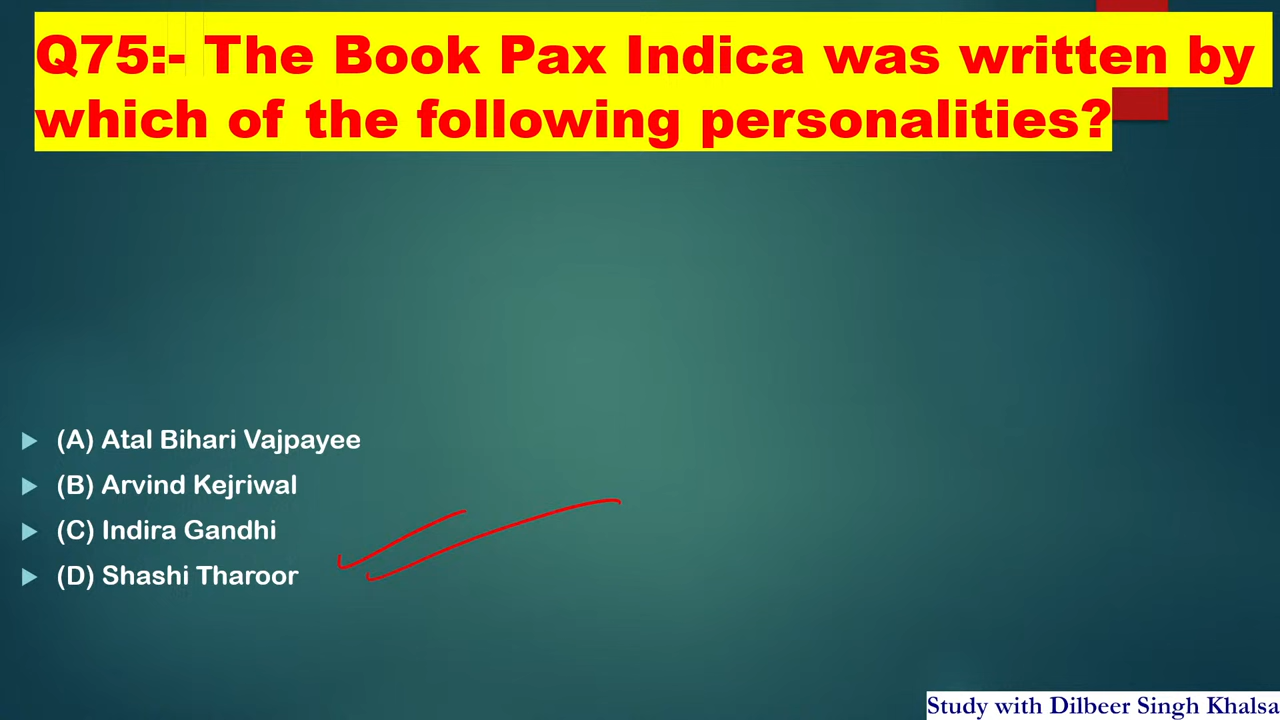 Q75:- The Book Pax Indica was written by
which of the following personalities?
(A) Atal Bihari Vajpayee
(B) Arvind Kejriwal
(C) Indira Gandhi
(D) Shashi Tharoor
Study with Dilbeer Singh Khalsa